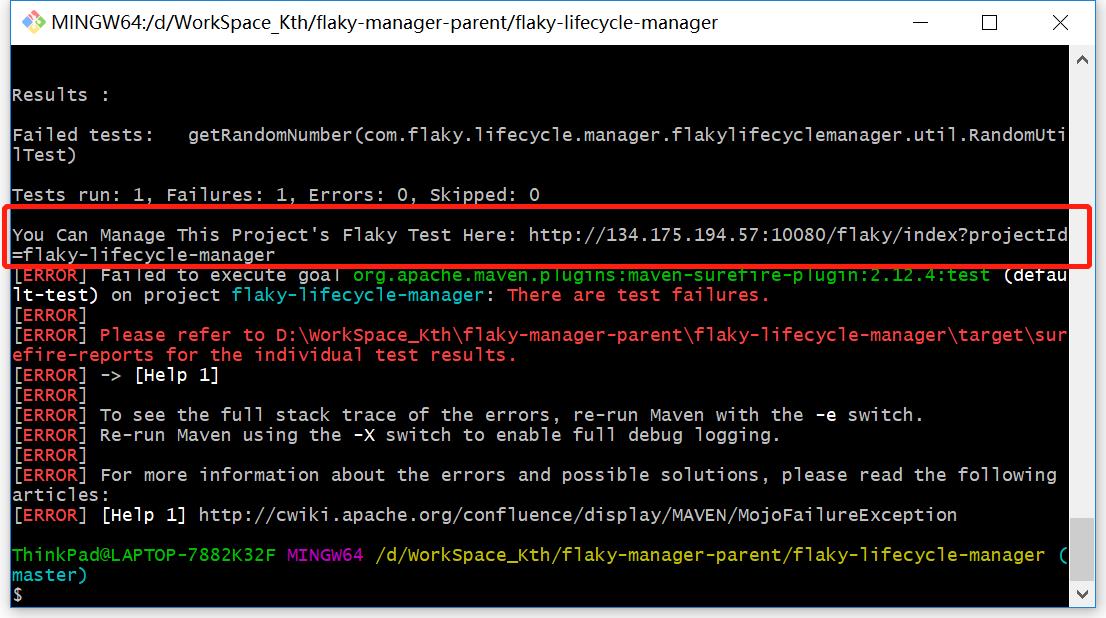 MINGW64:/d/WorkSpace_Kth/flaky-manager-parent/flaky-lifecycle-manager
Results :
Failed tests:   getRandomNumber(com.flaky.lifecycle.manager.flakylifecyclemanager.util.RandomUti
lTest)
Tests run: 1, Failures: 1, Errors: 0, Skipped: 0
You Can Manage This Project's Flaky Test Here: http://134.175.194.57:10080/flaky/index?projectId
=flaky-lifecycle-manager
[ERROR] Failed to execute goal org.apache.maven.plugins:maven-surefire-plugin:2.12.4:test (defau
lt-test) on project flaky-lifecycle-manager: There are test failures.
[ERROR]
[ERROR] Please refer to D:\WorkSpace_Kth\flaky-manager-parent\flaky-lifecycle-manager\target\sur
efire-reports for the individual test results.
[ERROR] -> [Help 1]
[ERROR]
[ERROR] To see the full stack trace of the errors, re-run Maven with the -e switch.
[ERROR] Re-run Maven using the -X switch to enable full debug logging.
[ERROR]
[ERROR] For more information about the errors and possible solutions, please read the following
articles:
[ERROR] [Help 1] http://cwiki.apache.org/confluence/display/MAVEN/MojoFailureException
ThinkPad@LAPTOP-7882K32F MINGW64 /d/WorkSpace_Kth/flaky-manager-parent/flaky-lifecycle-manager (
master)
$